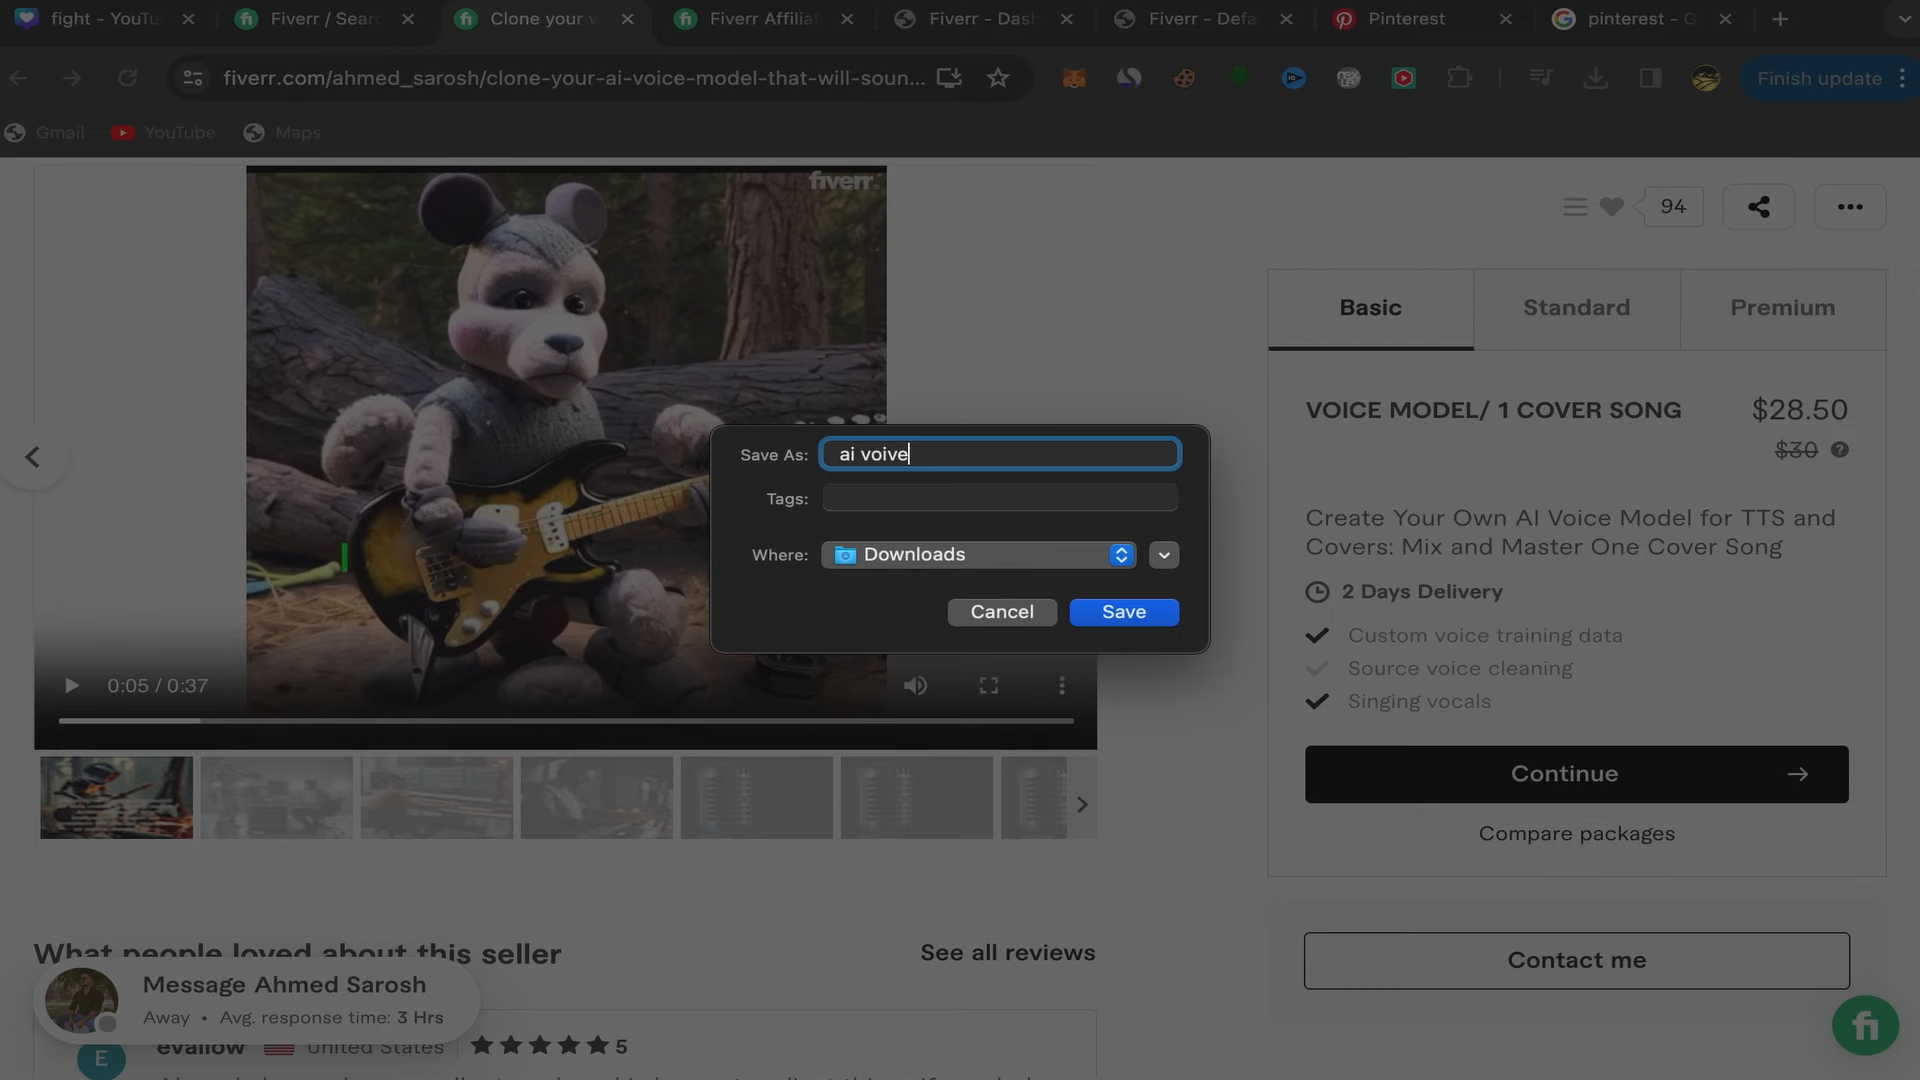 fight - YouTu
Fiverr / Sear
Clone your v
Fiverr Affiliat
Fiverr - Dash
Fiverr - Defa
Pinterest
pinterest - G
fiverr.com/ahmed_sarosh/clone-your-ai-voice-model-that-will-soun...
Finish update
Gmail
YouTube
Maps
fiverr.
94
Basic
Standard
Premium
VOICE MODEL/ 1 COVER SONG
$28.50
$30
Save As: ai voive
Tags:
Where: Downloads
Cancel
Save
Create Your Own AI Voice Model for TTS and
Covers: Mix and Master One Cover Song
2 Days Delivery
Custom voice training data
Source voice cleaning
Singing vocals
0:05 / 0:37
Continue
Compare packages
Contact me
What people loved about this seller
See all reviews
Message Ahmed Sarosh
Away • Avg. response time: 3 Hrs
E
evallow
United States
5
fi